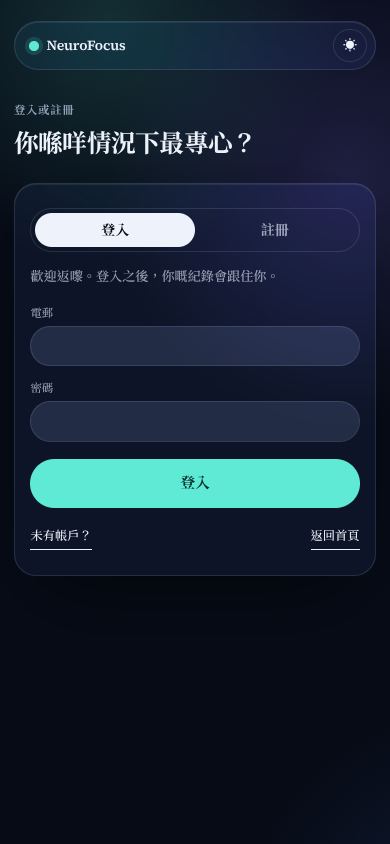 NeuroFocus
登入或註冊
你喺咩情況下最專心？
登入
註冊
歡迎返嚟。登入之後，你嘅紀錄會跟住你。
電郵
密碼
登入
未有帳戶？
返回首頁